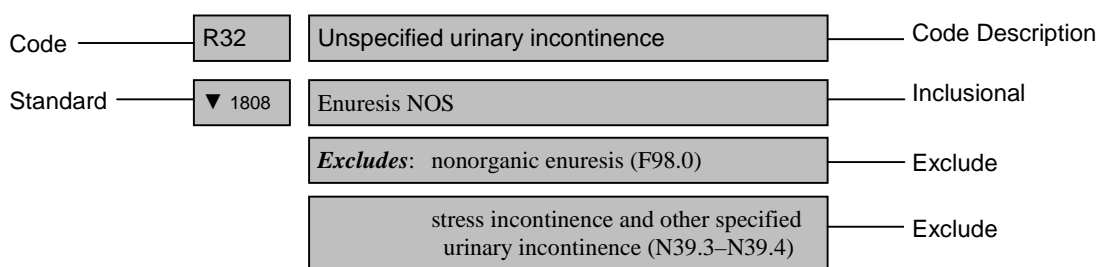 Code R32 Unspecified urinary incontinence Code Description
Standard ▼ 1808 Enuresis NOS Inclusional
Excludes: nonorganic enuresis (F98.0) Exclude
stress incontinence and other specified Exclude
urinary incontinence (N39.3–N39.4)